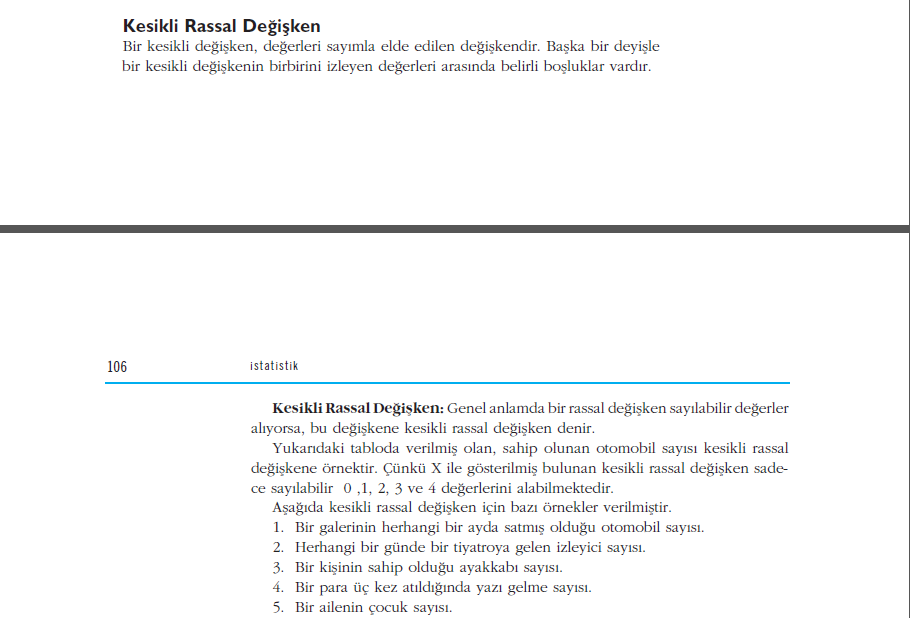 Kesikli Rassal Değişken
Bir kesikli değişken, değerleri sayımla elde edilen değişkendir. Başka bir deyişle
bir kesikli değişkenin birbirini izleyen değerleri arasında belirli boşluklar vardır.
106 istatistik
Kesikli Rassal Değişken: Genel anlamda bir rassal değişken sayılabilir değerler
alıyorsa, bu değişkene kesikli rassal değişken denir.
Yukarıdaki tabloda verilmiş olan, sahip olunan otomobil sayısı kesikli rassal
değişkene örnektir. Çünkü X ile gösterilmiş bulunan kesikli rassal değişken sade-
ce sayılabilir 0 ,1, 2, 3 ve 4 değerlerini alabilmektedir.
Aşağıda kesikli rassal değişken için bazı örnekler verilmiştir.
1. Bir galerinin herhangi bir ayda satmış olduğu otomobil sayısı.
2. Herhangi bir günde bir tiyatroya gelen izleyici sayısı.
3. Bir kişinin sahip olduğu ayakkabı sayısı.
4. Bir para üç kez atıldığında yazı gelme sayısı.
5. Bir ailenin çocuk sayısı.